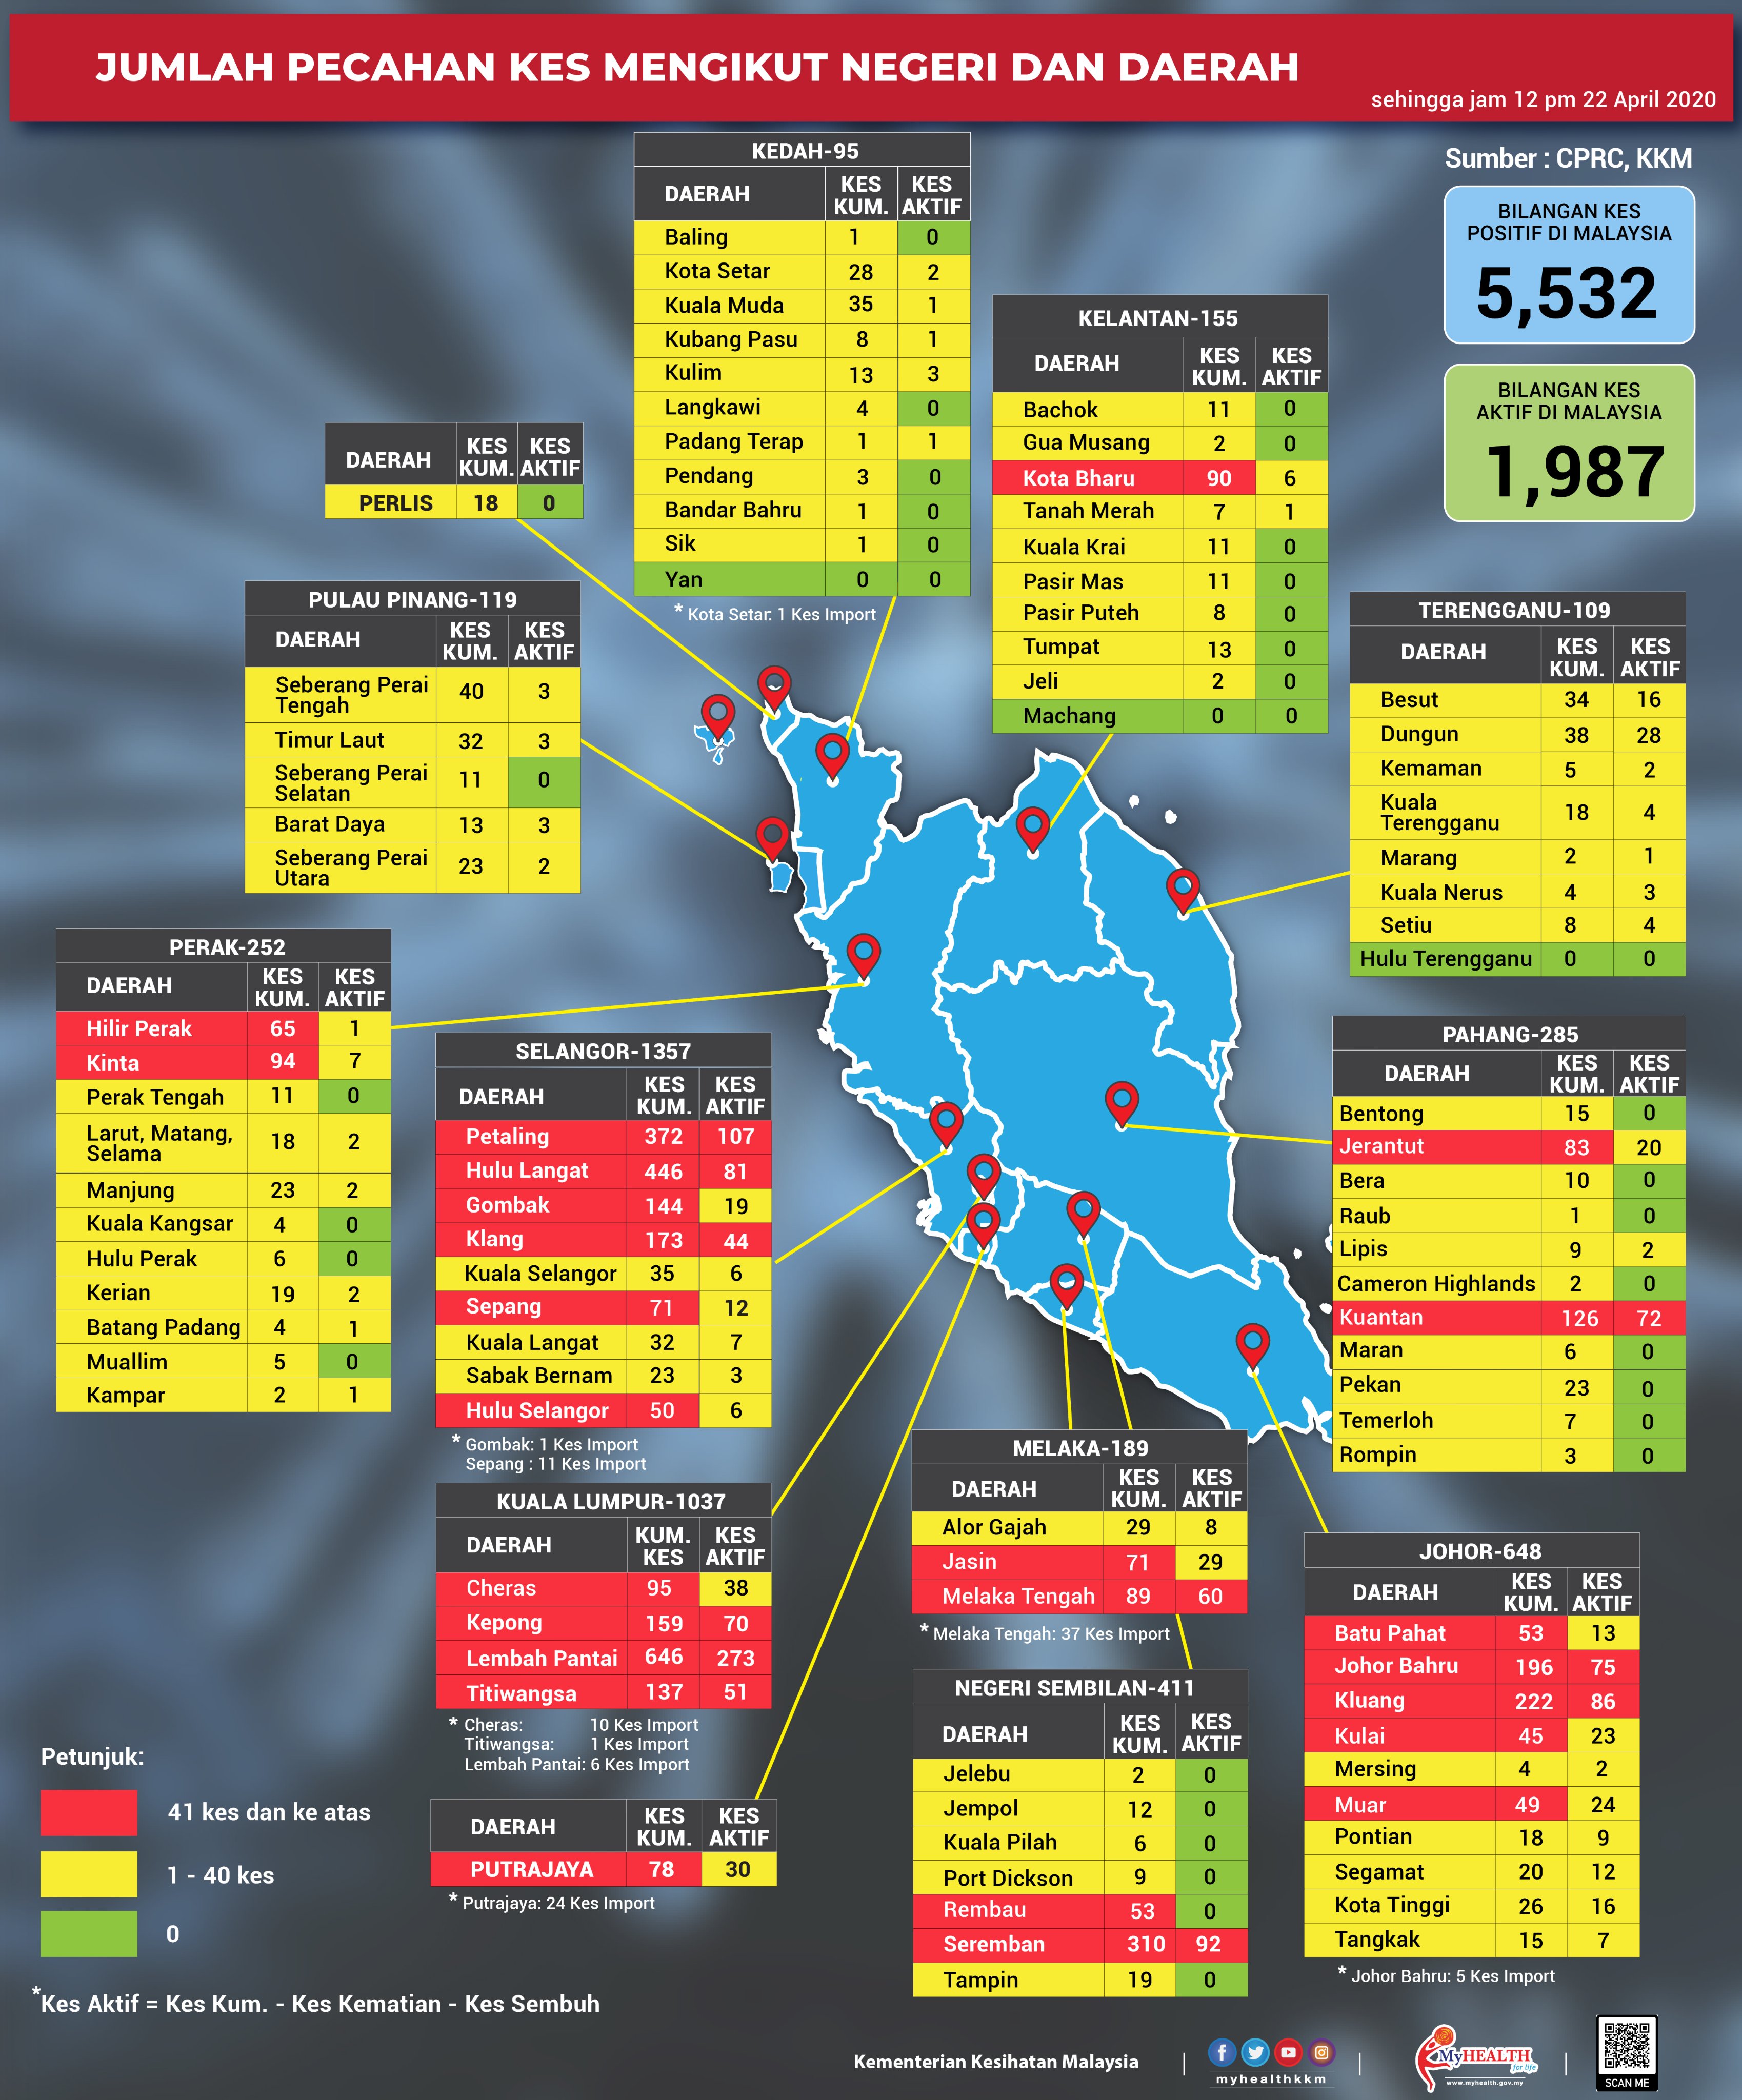 JUMLAH PECAHAN KES MENGIKUT NEGERI DAN DAERAH
sehingga jam 12 pm 22 April 2020
Sumber : CPRC, KKM
BILANGAN KES
POSITIF DI MALAYSIA
5,532
BILANGAN KES
AKTIF DI MALAYSIA
1,987
KEDAH-95
DAERAH KES KUM. KES AKTIF
Baling 1 0
Kota Setar 28 2
Kuala Muda 35 1
Kubang Pasu 8 1
Kulim 13 3
Langkawi 4 0
Padang Terap 1 1
Pendang 3 0
Bandar Bahru 1 0
Sik 1 0
Yan 0 0
* Kota Setar: 1 Kes Import
KELANTAN-155
DAERAH KES KUM. KES AKTIF
Bachok 11 0
Gua Musang 2 0
Kota Bharu 90 6
Tanah Merah 7 1
Kuala Krai 11 0
Pasir Mas 11 0
Pasir Puteh 8 0
Tumpat 13 0
Jeli 2 0
Machang 0 0
DAERAH KES KUM. KES AKTIF
PERLIS 18 0
PULAU PINANG-119
DAERAH KES KUM. KES AKTIF
Seberang Perai Tengah 40 3
Timur Laut 32 3
Seberang Perai Selatan 11 0
Barat Daya 13 3
Seberang Perai Utara 23 2
TERENGGANU-109
DAERAH KES KUM. KES AKTIF
Besut 34 16
Dungun 38 28
Kemaman 5 2
Kuala Terengganu 18 4
Marang 2 1
Kuala Nerus 4 3
Setiu 8 4
Hulu Terengganu 0 0
PERAK-252
DAERAH KES KUM. KES AKTIF
Hilir Perak 65 1
Kinta 94 7
Perak Tengah 11 0
Larut, Matang, Selama 18 2
Manjung 23 2
Kuala Kangsar 4 0
Hulu Perak 6 0
Kerian 19 2
Batang Padang 4 1
Muallim 5 0
Kampar 2 1
SELANGOR-1357
DAERAH KES KUM. KES AKTIF
Petaling 372 107
Hulu Langat 446 81
Gombak 144 19
Klang 173 44
Kuala Selangor 35 6
Sepang 71 12
Kuala Langat 32 7
Sabak Bernam 23 3
Hulu Selangor 50 6
* Gombak: 1 Kes Import
Sepang : 11 Kes Import
PAHANG-285
DAERAH KES KUM. KES AKTIF
Bentong 15 0
Jerantut 83 20
Bera 10 0
Raub 1 0
Lipis 9 2
Cameron Highlands 2 0
Kuantan 126 72
Maran 6 0
Pekan 23 0
Temerloh 7 0
Rompin 3 0
KUALA LUMPUR-1037
DAERAH KUM. KES KES AKTIF
Cheras 95 38
Kepong 159 70
Lembah Pantai 646 273
Titiwangsa 137 51
* Cheras: 10 Kes Import
Titiwangsa: 1 Kes Import
Lembah Pantai: 6 Kes Import
MELAKA-189
DAERAH KES KUM. KES AKTIF
Alor Gajah 29 8
Jasin 71 29
Melaka Tengah 89 60
* Melaka Tengah: 37 Kes Import
JOHOR-648
DAERAH KES KUM. KES AKTIF
Batu Pahat 53 13
Johor Bahru 196 75
Kluang 222 86
Kulai 45 23
Mersing 4 2
Muar 49 24
Pontian 18 9
Segamat 20 12
Kota Tinggi 26 16
Tangkak 15 7
* Johor Bahru: 5 Kes Import
NEGERI SEMBILAN-411
DAERAH KES KUM. KES AKTIF
Jelebu 2 0
Jempol 12 0
Kuala Pilah 6 0
Port Dickson 9 0
Rembau 53 0
Seremban 310 92
Tampin 19 0
DAERAH KES KUM. KES AKTIF
PUTRAJAYA 78 30
* Putrajaya: 24 Kes Import
Petunjuk:
41 kes dan ke atas
1 - 40 kes
0
*Kes Aktif = Kes Kum. - Kes Kematian - Kes Sembuh
Kementerian Kesihatan Malaysia
myhealthkkm
MyHEALTH
for life
www.myhealth.gov.my
SCAN ME